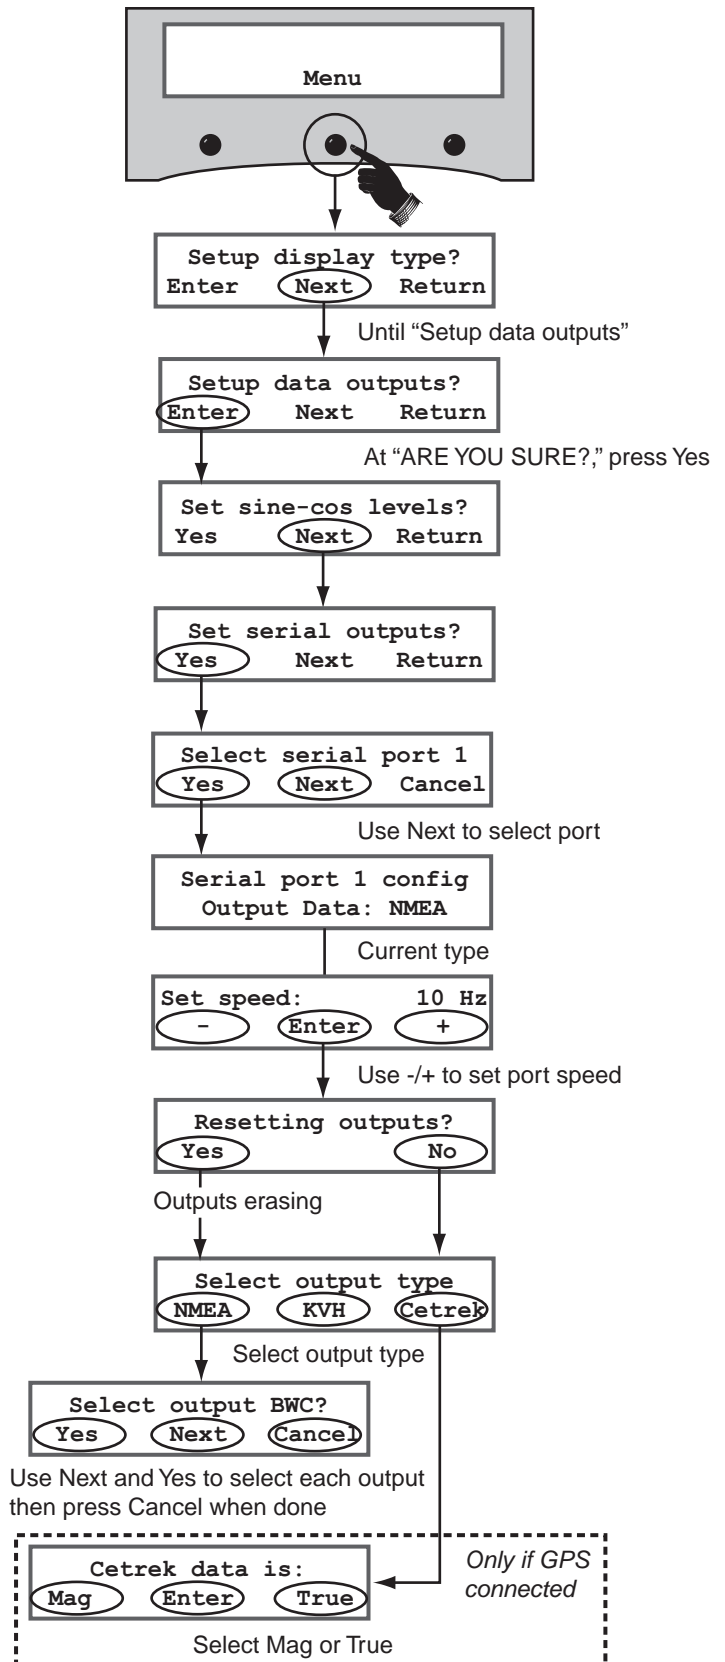 Menu
Setup display type?
Enter Next Return
Until “Setup data outputs”
Setup data outputs?
Enter Next Return
At “ARE YOU SURE?,” press Yes
Set sine-cos levels?
Yes Next Return
Set serial outputs?
Yes Next Return
Select serial port 1
Yes Next Cancel
Use Next to select port
Serial port 1 config
Output Data: NMEA
Current type
Set speed: 10 Hz
- Enter +
Use -/+ to set port speed
Resetting outputs?
Yes No
Outputs erasing
Select output type
NMEA KVH Cetrek
Select output type
Select output BWC?
Yes Next Cancel
Use Next and Yes to select each output
then press Cancel when done
Only if GPS
connected
Cetrek data is:
Mag Enter True
Select Mag or True